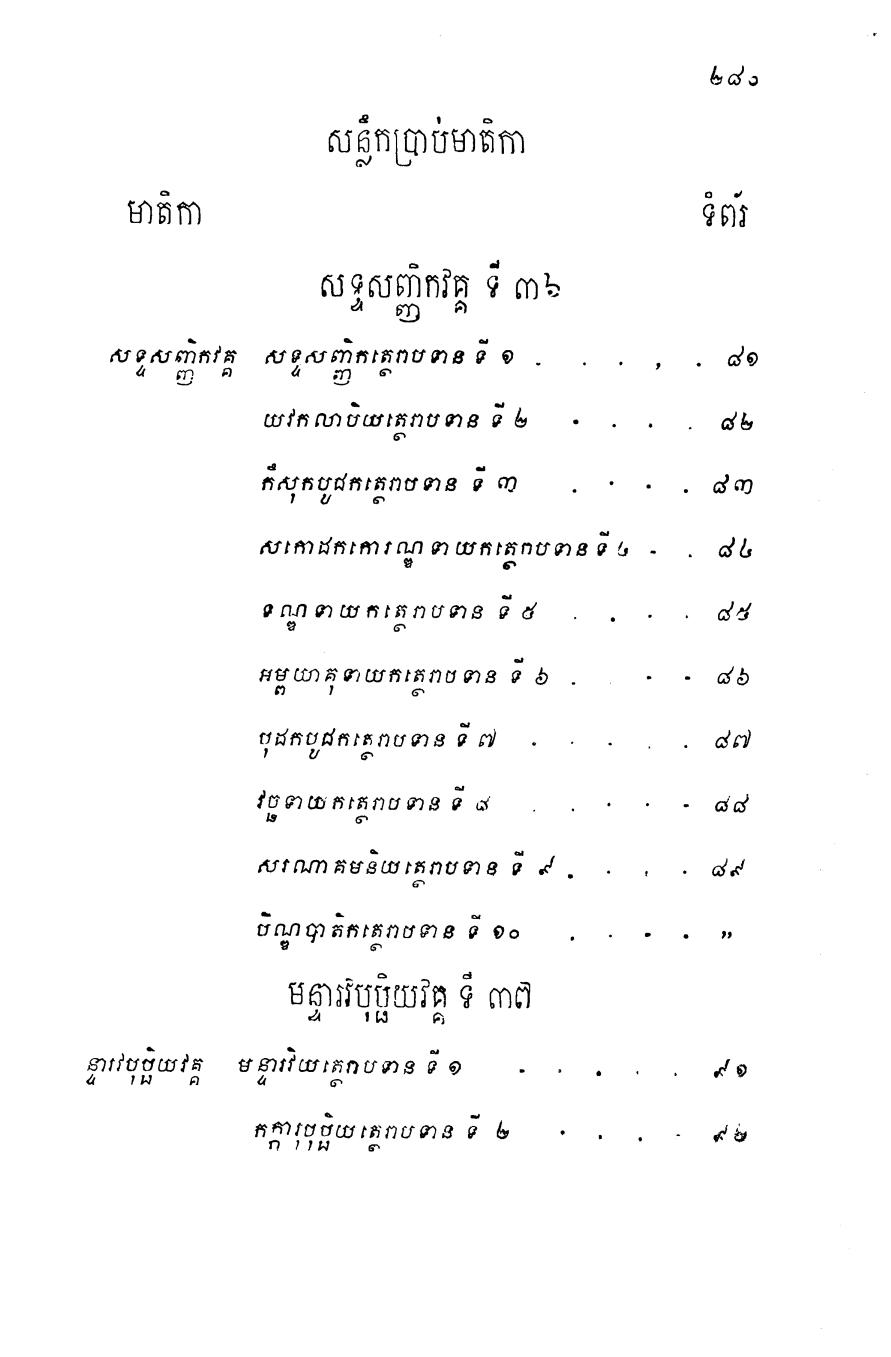 ២៨១
សន្លឹកប្រាប់មាតិកា
មាតិកា ទំព័រ
សទ្ទសញ្ញិកវគ្គ ទី ៣៦
សទ្ទសញ្ញិកវគ្គ សទ្ទសញ្ញិកត្ថេរាបទាន ទី ១ . . . . . ៨១
យវកលាបិយត្ថេរាបទាន ទី ២ . . . . ៨២
កឹសុកបូជកត្ថេរាបទាន ទី ៣ . . . . ៨៣
សកោដកកោរណ្ឌទាយកត្ថេរាបទាន ទី ៤ . . ៨៤
ទណ្ឌទាយកត្ថេរាបទាន ទី ៥ . . . . ៨៥
អម្ពយាគុទាយកត្ថេរាបទាន ទី ៦ . . . . ៨៦
បុដកបូជកត្ថេរាបទាន ទី ៧ . . . . . ៨៧
វច្ឆទាយកត្ថេរាបទាន ទី ៨ . . . . . ៨៨
សរណាគមនិយត្ថេរាបទាន ទី ៩ . . . . ៨៩
បិណ្ឌបាតិកត្ថេរាបទាន ទី ១០ . . . . ”
មន្ទារវបុប្ផិយវគ្គ ទី ៣៧
ន្ទារវបុប្ផិយវគ្គ មន្ទារវិយត្ថេរាបទាន ទី ១ . . . . . ៩១
កក្ការុបុប្ផិយត្ថេរាបទាន ទី ២ . . . . ៩២